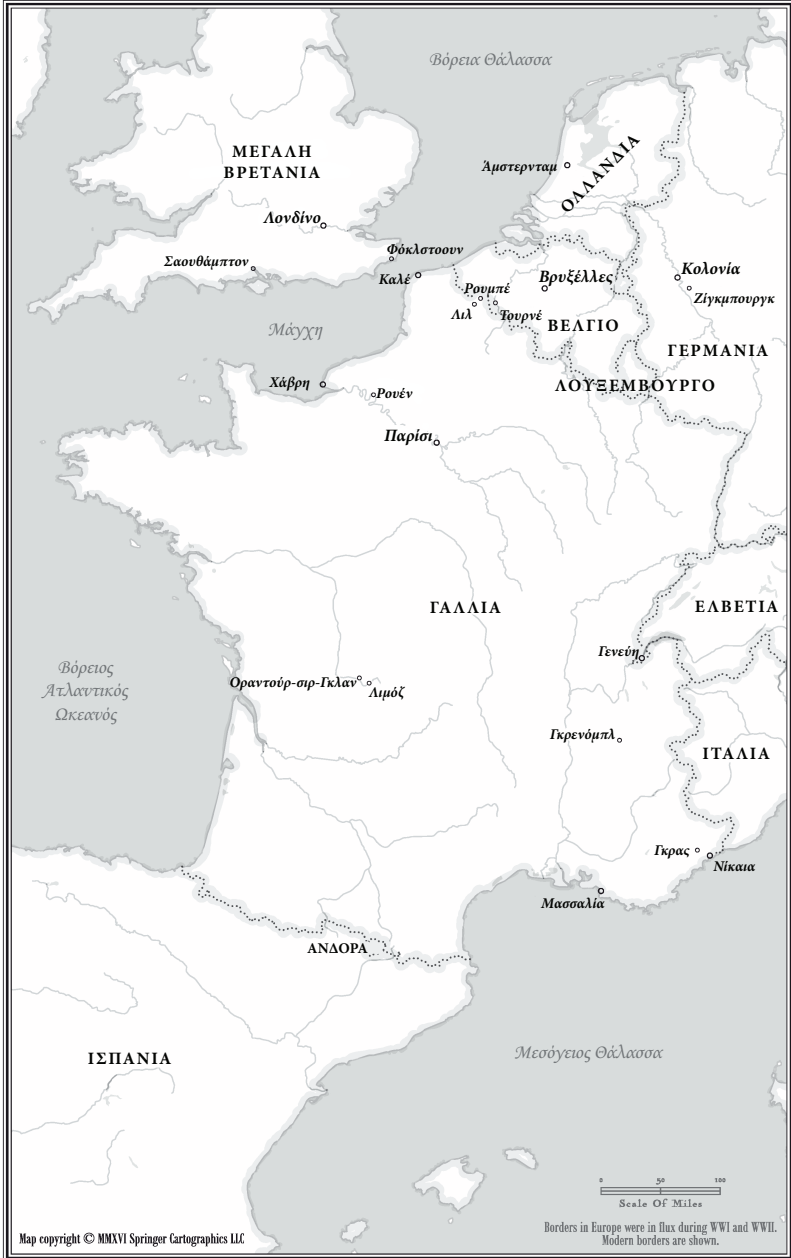 Βόρεια Θάλασσα
ΜΕΓΑΛΗ
ΒΡΕΤΑΝΙΑ
Άμστερνταμ
ΟΛΛΑΝΔΙΑ
Λονδίνο
Φόκλστοουν
Σαουθάμπτον
Καλέ
Κολονία
Ζίγκμπουργκ
Βρυξέλλες
Ρουμπέ
Λιλ
Τουρνέ
ΒΕΛΓΙΟ
Μάγχη
ΓΕΡΜΑΝΙΑ
ΛΟΥΞΕΜΒΟΥΡΓΟ
Χάβρη
Ρουέν
Παρίσι
ΓΑΛΛΙΑ
ΕΛΒΕΤΙΑ
Γενεύη
Βόρειος
Ατλαντικός
Ωκεανός
Οραντούρ-σιρ-Γκλαν
Λιμόζ
Γκρενόμπλ
ΙΤΑΛΙΑ
Γκρας
Νίκαια
Μασσαλία
ΑΝΔΟΡΑ
ΙΣΠΑΝΙΑ
Μεσόγειος Θάλασσα
0 50 100
Scale Of Miles
Borders in Europe were in flux during WWI and WWII.
Modern borders are shown.
Map copyright © MMXVI Springer Cartographics LLC